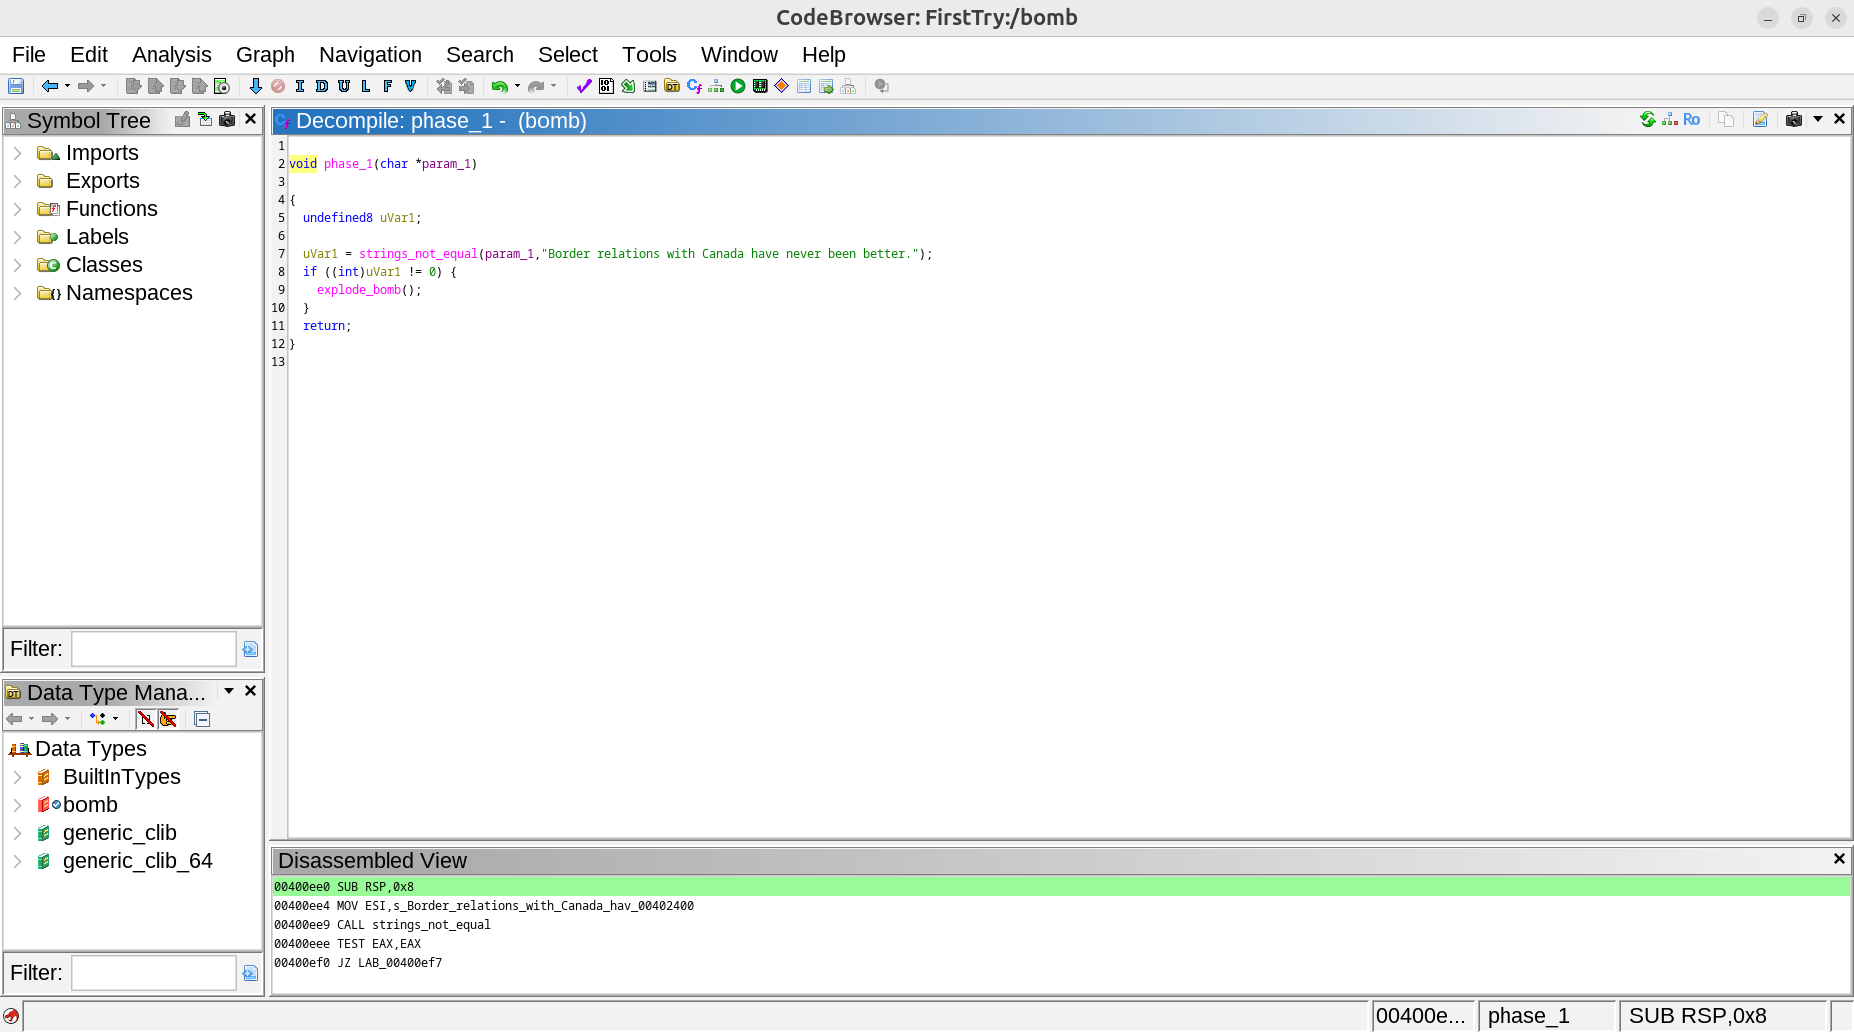 CodeBrowser: FirstTry:/bomb
File Edit Analysis Graph Navigation Search Select Tools Window Help
I D U L F V
Symbol Tree
Imports
Exports
Functions
Labels
Classes
Namespaces
Filter:
Data Type Mana...
Data Types
BuiltInTypes
bomb
generic_clib
generic_clib_64
Filter:
Decompile: phase_1 - (bomb)
Ro
1
2 void phase_1(char *param_1)
3
4 {
5 undefined8 uVar1;
6
7 uVar1 = strings_not_equal(param_1,"Border relations with Canada have never been better.");
8 if ((int)uVar1 != 0) {
9 explode_bomb();
10 }
11 return;
12 }
13
Disassembled View
00400ee0 SUB RSP,0x8
00400ee4 MOV ESI,s_Border_relations_with_Canada_hav_00402400
00400ee9 CALL strings_not_equal
00400eee TEST EAX,EAX
00400ef0 JZ LAB_00400ef7
00400e... phase_1 SUB RSP,0x8